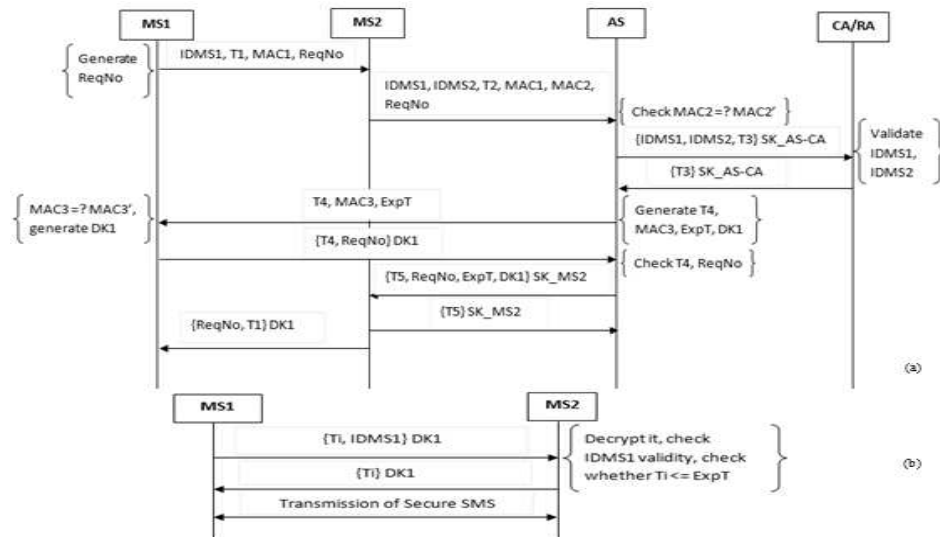 MS1
MS2
AS
CA/RA
Generate
ReqNo
IDMS1, T1, MAC1, ReqNo
IDMS1, IDMS2, T2, MAC1, MAC2,
ReqNo
Check MAC2 =? MAC2'
{IDMS1, IDMS2, T3} SK_AS-CA
Validate
IDMS1,
IDMS2
{T3} SK_AS-CA
T4, MAC3, ExpT
MAC3 =? MAC3',
generate DK1
Generate T4,
MAC3, ExpT, DK1
{T4, ReqNo} DK1
Check T4, ReqNo
{T5, ReqNo, ExpT, DK1} SK_MS2
{T5} SK_MS2
{ReqNo, T1} DK1
(a)
MS1
MS2
{Ti, IDMS1} DK1
Decrypt it, check
IDMS1 validity, check
whether Ti <= ExpT
(b)
{Ti} DK1
Transmission of Secure SMS